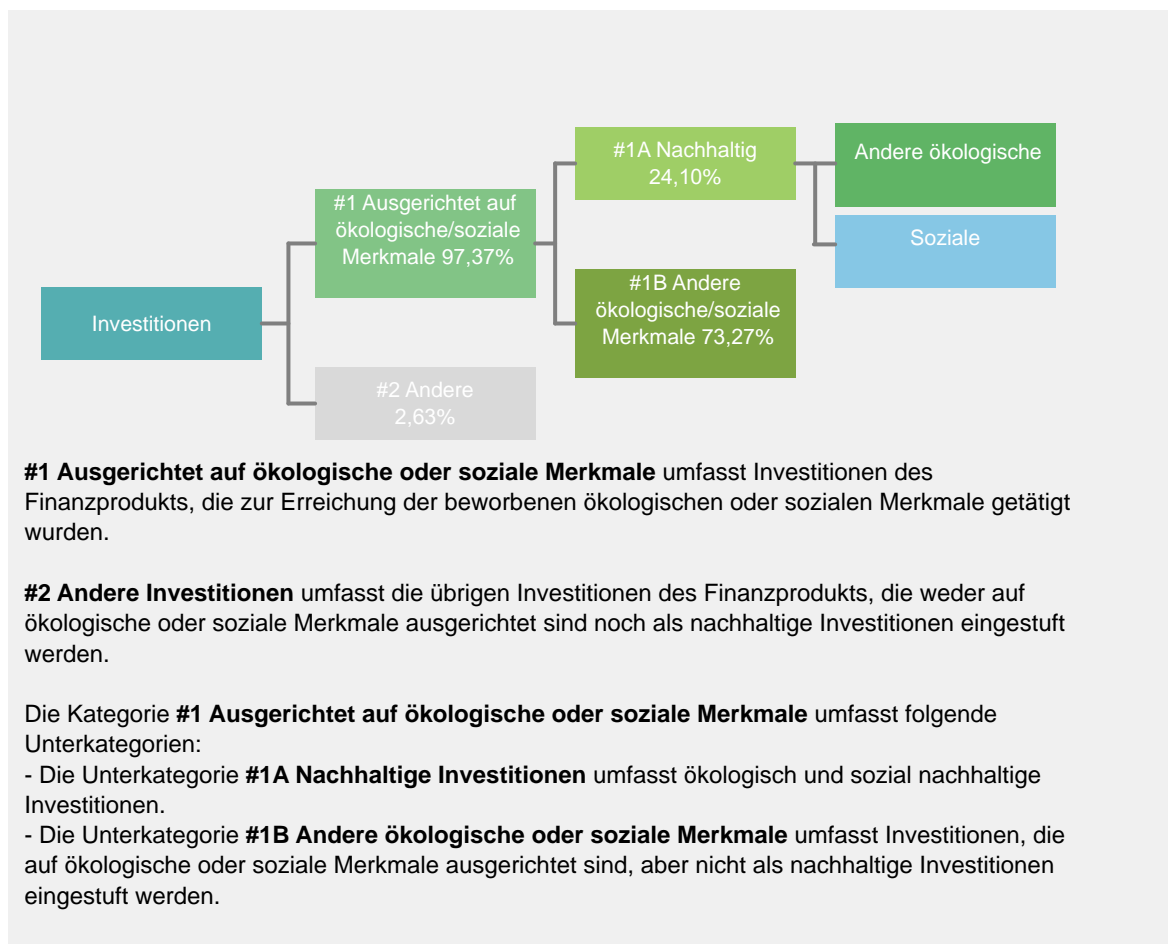 #1A Nachhaltig
24,10%
Andere ökologische
#1 Ausgerichtet auf
ökologische/soziale
Merkmale 97,37%
Soziale
#1B Andere
ökologische/soziale
Merkmale 73,27%
Investitionen
#2 Andere
2,63%
#1 Ausgerichtet auf ökologische oder soziale Merkmale umfasst Investitionen des
Finanzprodukts, die zur Erreichung der beworbenen ökologischen oder sozialen Merkmale getätigt
wurden.
#2 Andere Investitionen umfasst die übrigen Investitionen des Finanzprodukts, die weder auf
ökologische oder soziale Merkmale ausgerichtet sind noch als nachhaltige Investitionen eingestuft
werden.
Die Kategorie #1 Ausgerichtet auf ökologische oder soziale Merkmale umfasst folgende
Unterkategorien:
- Die Unterkategorie #1A Nachhaltige Investitionen umfasst ökologisch und sozial nachhaltige
Investitionen.
- Die Unterkategorie #1B Andere ökologische oder soziale Merkmale umfasst Investitionen, die
auf ökologische oder soziale Merkmale ausgerichtet sind, aber nicht als nachhaltige Investitionen
eingestuft werden.